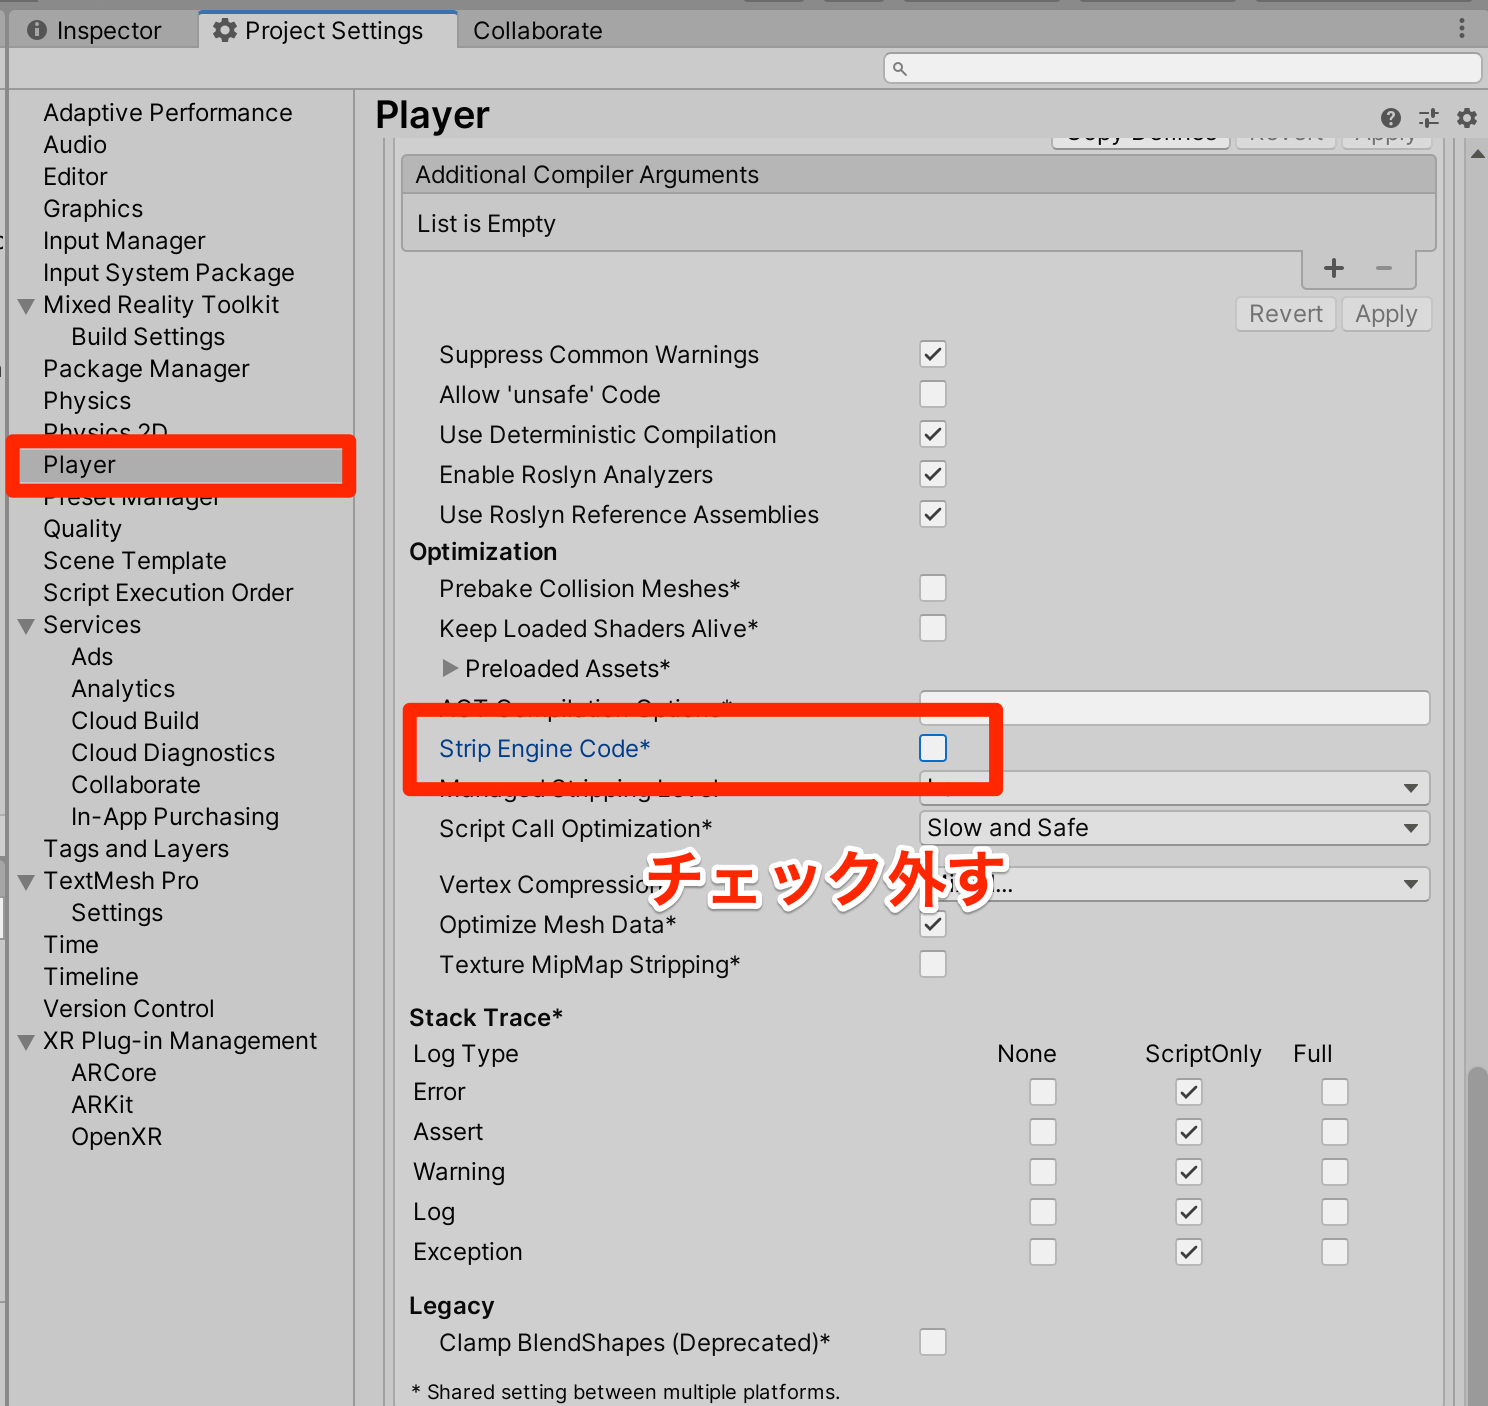 Inspector
Project Settings
Collaborate
Adaptive Performance
Audio
Editor
Graphics
Input Manager
Input System Package
Mixed Reality Toolkit
Build Settings
Package Manager
Physics
Physics 2D
Player
Preset Manager
Quality
Scene Template
Script Execution Order
Services
Ads
Analytics
Cloud Build
Cloud Diagnostics
Collaborate
In-App Purchasing
Tags and Layers
TextMesh Pro
Settings
Time
Timeline
Version Control
XR Plug-in Management
ARCore
ARKit
OpenXR
Player
Copy Defines Revert Apply
Additional Compiler Arguments
List is Empty
Revert Apply
Suppress Common Warnings
Allow 'unsafe' Code
Use Deterministic Compilation
Enable Roslyn Analyzers
Use Roslyn Reference Assemblies
Optimization
Prebake Collision Meshes*
Keep Loaded Shaders Alive*
Preloaded Assets*
AOT Compilation Options*
Strip Engine Code*
Managed Stripping Level
Script Call Optimization* Slow and Safe
チェック外す
Vertex Compression
Optimize Mesh Data*
Texture MipMap Stripping*
Stack Trace*
Log Type None ScriptOnly Full
Error
Assert
Warning
Log
Exception
Legacy
Clamp BlendShapes (Deprecated)*
* Shared setting between multiple platforms.